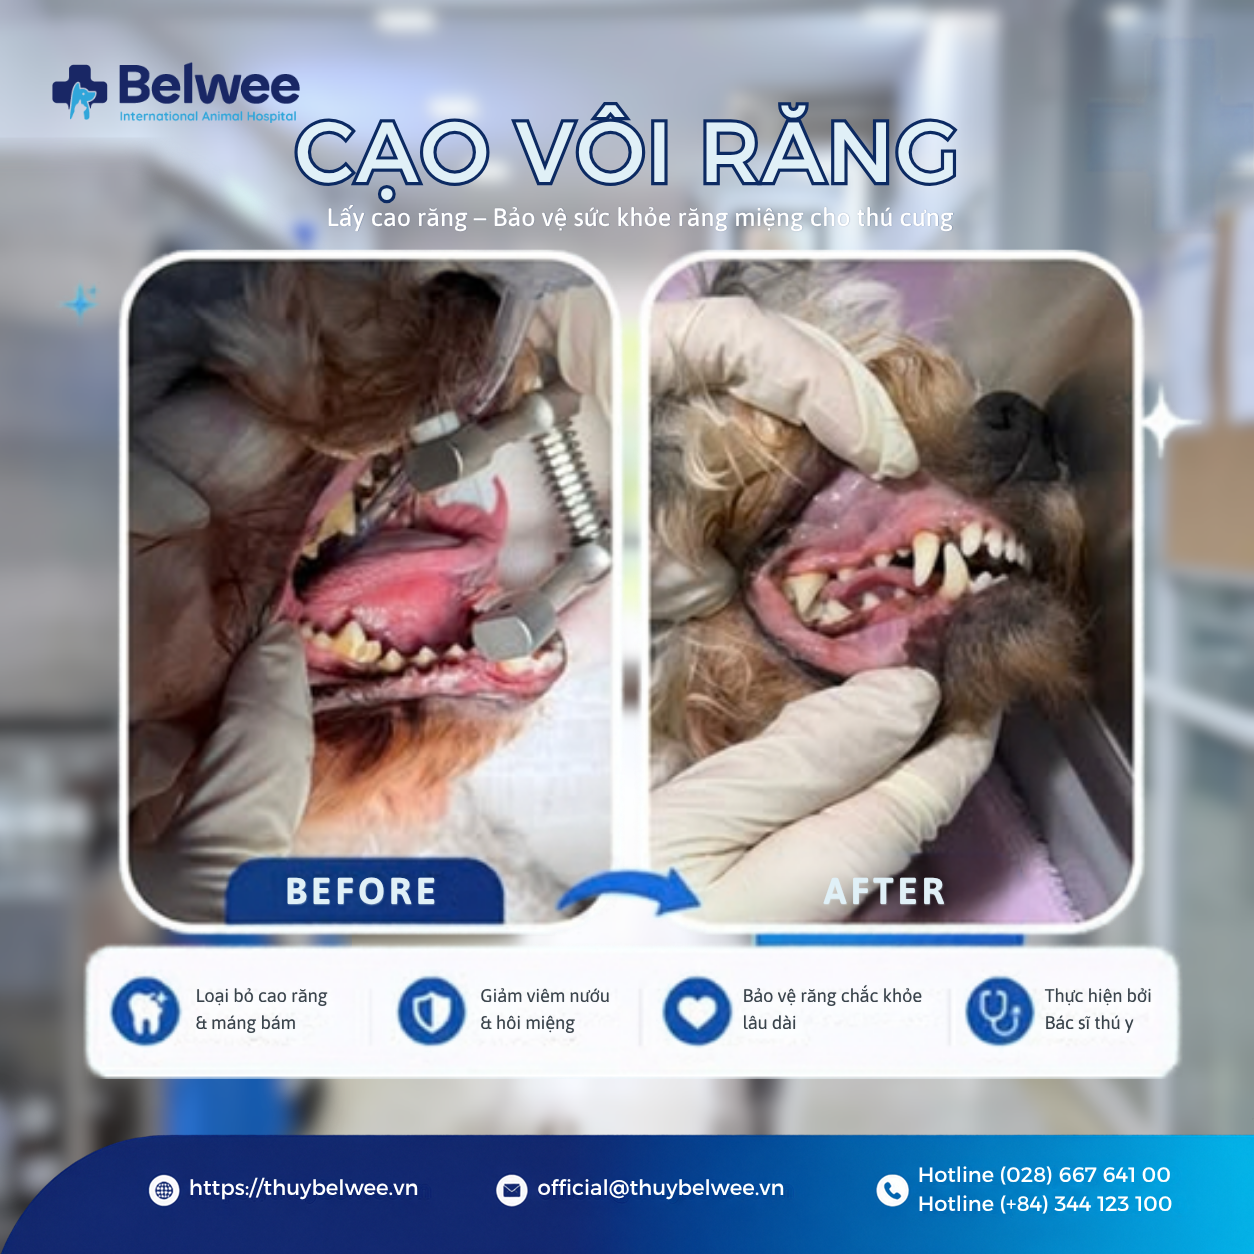 Belwee
International Animal Hospital
CẠO VÔI RĂNG
Lấy cao răng – Bảo vệ sức khỏe răng miệng cho thú cưng
BEFORE
AFTER
Loại bỏ cao răng
& máng bám
Giảm viêm nướu
& hôi miệng
Bảo vệ răng chắc khỏe
lâu dài
Thực hiện bởi
Bác sĩ thú y
https://thuybelwee.vn
official@thuybelwee.vn
Hotline (028) 667 641 00
Hotline (+84) 344 123 100